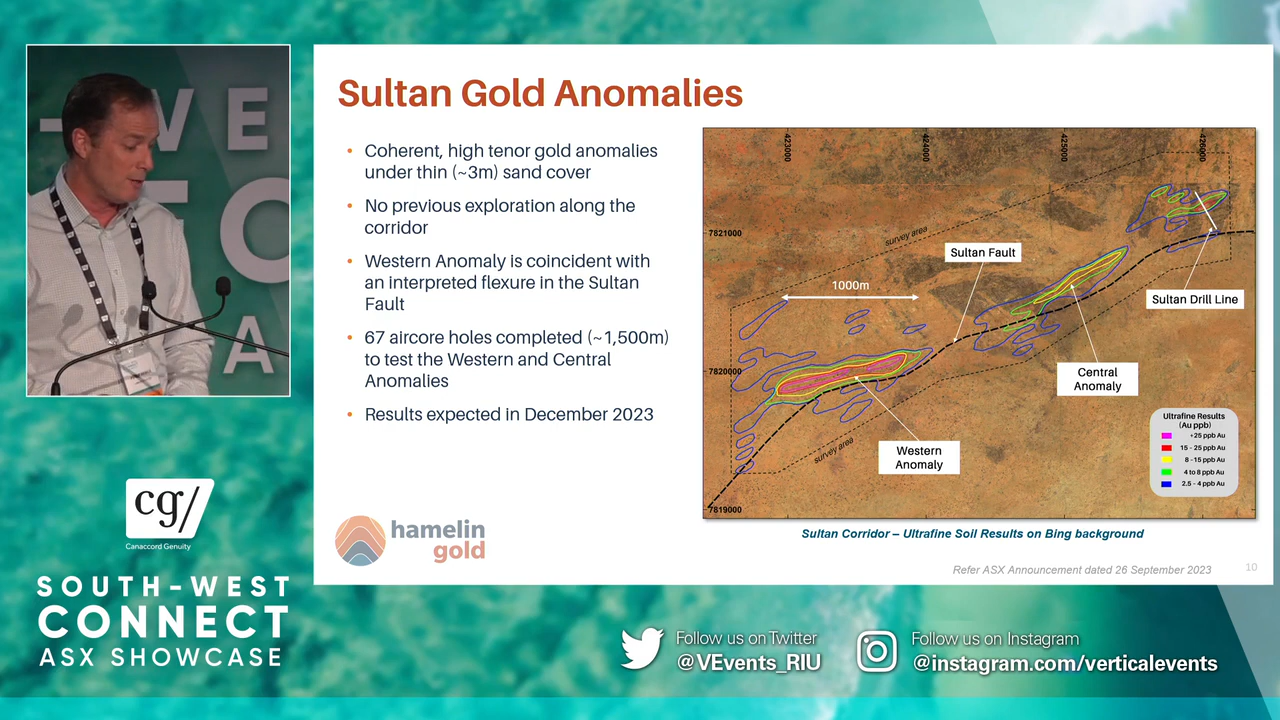 Sultan Gold Anomalies
• Coherent, high tenor gold anomalies
under thin (~3m) sand cover
• No previous exploration along the
corridor
• Western Anomaly is coincident with
an interpreted flexure in the Sultan
Fault
• 67 aircore holes completed (~1,500m)
to test the Western and Central
Anomalies
• Results expected in December 2023
hamelin
gold
423000
424000
425000
426000
7821000
7820000
7819000
survey area
Sultan Fault
1000m
Sultan Drill Line
Central
Anomaly
Western
Anomaly
survey area
Ultrafine Results
(Au ppb)
+25 ppb Au
15 - 25 ppb Au
8 - 15 ppb Au
4 to 8 ppb Au
2.5 - 4 ppb Au
Sultan Corridor – Ultrafine Soil Results on Bing background
Refer ASX Announcement dated 26 September 2023
10
WE
A
cg/
Canaccord Genuity
SOUTH-WEST
CONNECT
ASX SHOWCASE
Follow us on Twitter
@VEvents_RIU
Follow us on Instagram
@instagram.com/verticalevents